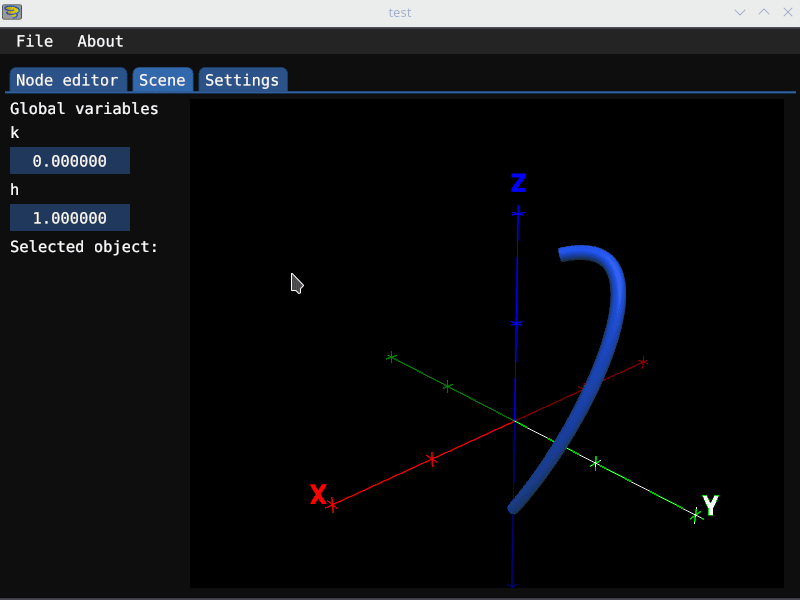 test
File About
Node editor Scene Settings
Global variables
k
0.000000
h
1.000000
Selected object:
Z
X
Y